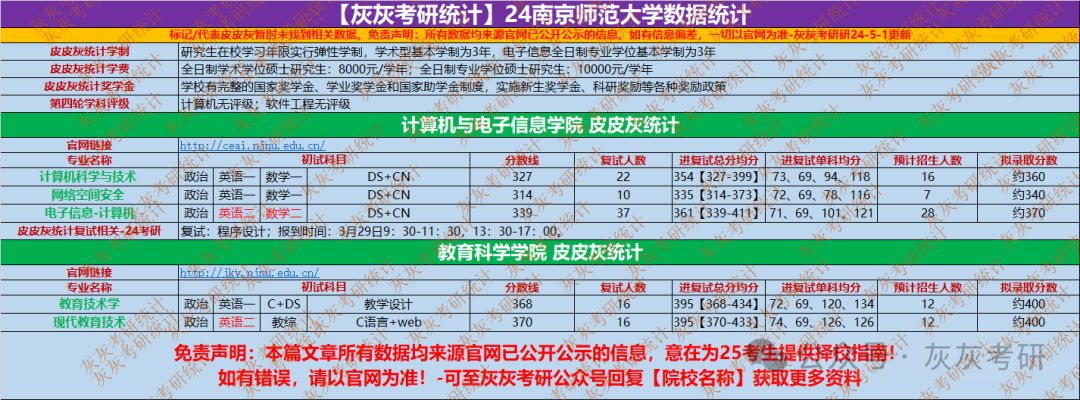 【灰灰考研统计】24南京师范大学数据统计
标记/代表皮皮灰暂时未找到相关数据。免责声明：所有数据均来源官网已公开公示的信息。如有信息偏差，一切以官网为准-灰灰考研24-5-1更新
皮皮灰统计学制 研究生在校学习年限实行弹性学制，学术型基本学制为3年，电子信息全日制专业学位基本学制为3年
皮皮灰统计学费 全日制学术学位硕士研究生：8000元/学年；全日制专业学位硕士研究生：10000元/学年
皮皮灰统计奖学金 学校有完整的国家奖学金、学业奖学金和国家助学金制度，实施新生奖学金、科研奖励等各种奖励政策
第四轮学科评级 计算机无评级；软件工程无评级
计算机与电子信息学院 皮皮灰统计
官网链接 http://ceai.njnu.edu.cn/
专业名称 初试科目 分数线 复试人数 进复试总分均分 进复试单科均分 预计招生人数 拟录取分数
计算机科学与技术 政治 英语一 数学一 DS+CN 327 22 354【327-399】 73、69、94、118 16 约360
网络空间安全 政治 英语一 数学一 DS+CN 314 10 335【314-373】 72、69、78、116 7 约340
电子信息-计算机 政治 英语二 数学二 DS+CN 339 37 361【339-411】 71、69、101、121 28 约370
皮皮灰统计复试相关-24考研 复试：程序设计；报到时间：3月29日9：30-11：30，13：30-17：00。
教育科学学院 皮皮灰统计
官网链接 http://jky.njnu.edu.cn/
专业名称 初试科目 分数线 复试人数 进复试总分均分 进复试单科均分 预计招生人数 拟录取分数
教育技术学 政治 英语一 C+DS 教学设计 368 16 395【368-434】 72、69、120、134 12 约400
现代教育技术 政治 英语二 教综 C语言+web 370 16 395【370-433】 74、69、126、126 12 约400
免责声明：本篇文章所有数据均来源官网已公开公示的信息，意在为25考生提供择校指南！
如有错误，请以官网为准！-可至灰灰考研公众号回复【院校名称】获取更多资料
公众号·灰灰考研